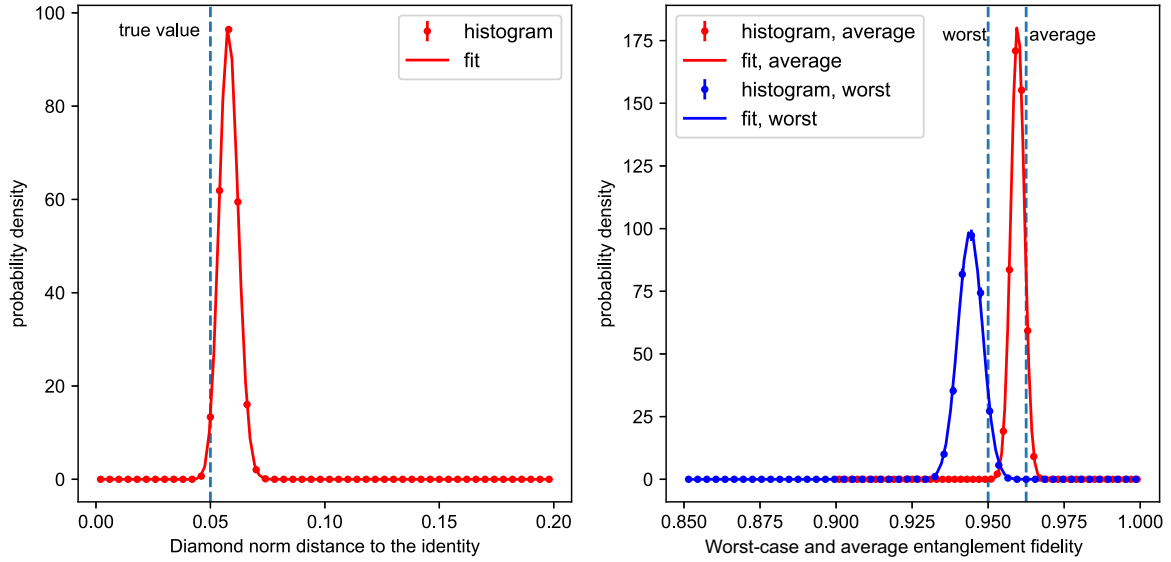 100
80
60
40
20
0
probability density
true value
histogram
fit
0.00
0.05
0.10
0.15
0.20
Diamond norm distance to the identity
175
150
125
100
75
50
25
0
probability density
histogram, average
fit, average
histogram, worst
fit, worst
worst
average
0.850
0.875
0.900
0.925
0.950
0.975
1.000
Worst-case and average entanglement fidelity